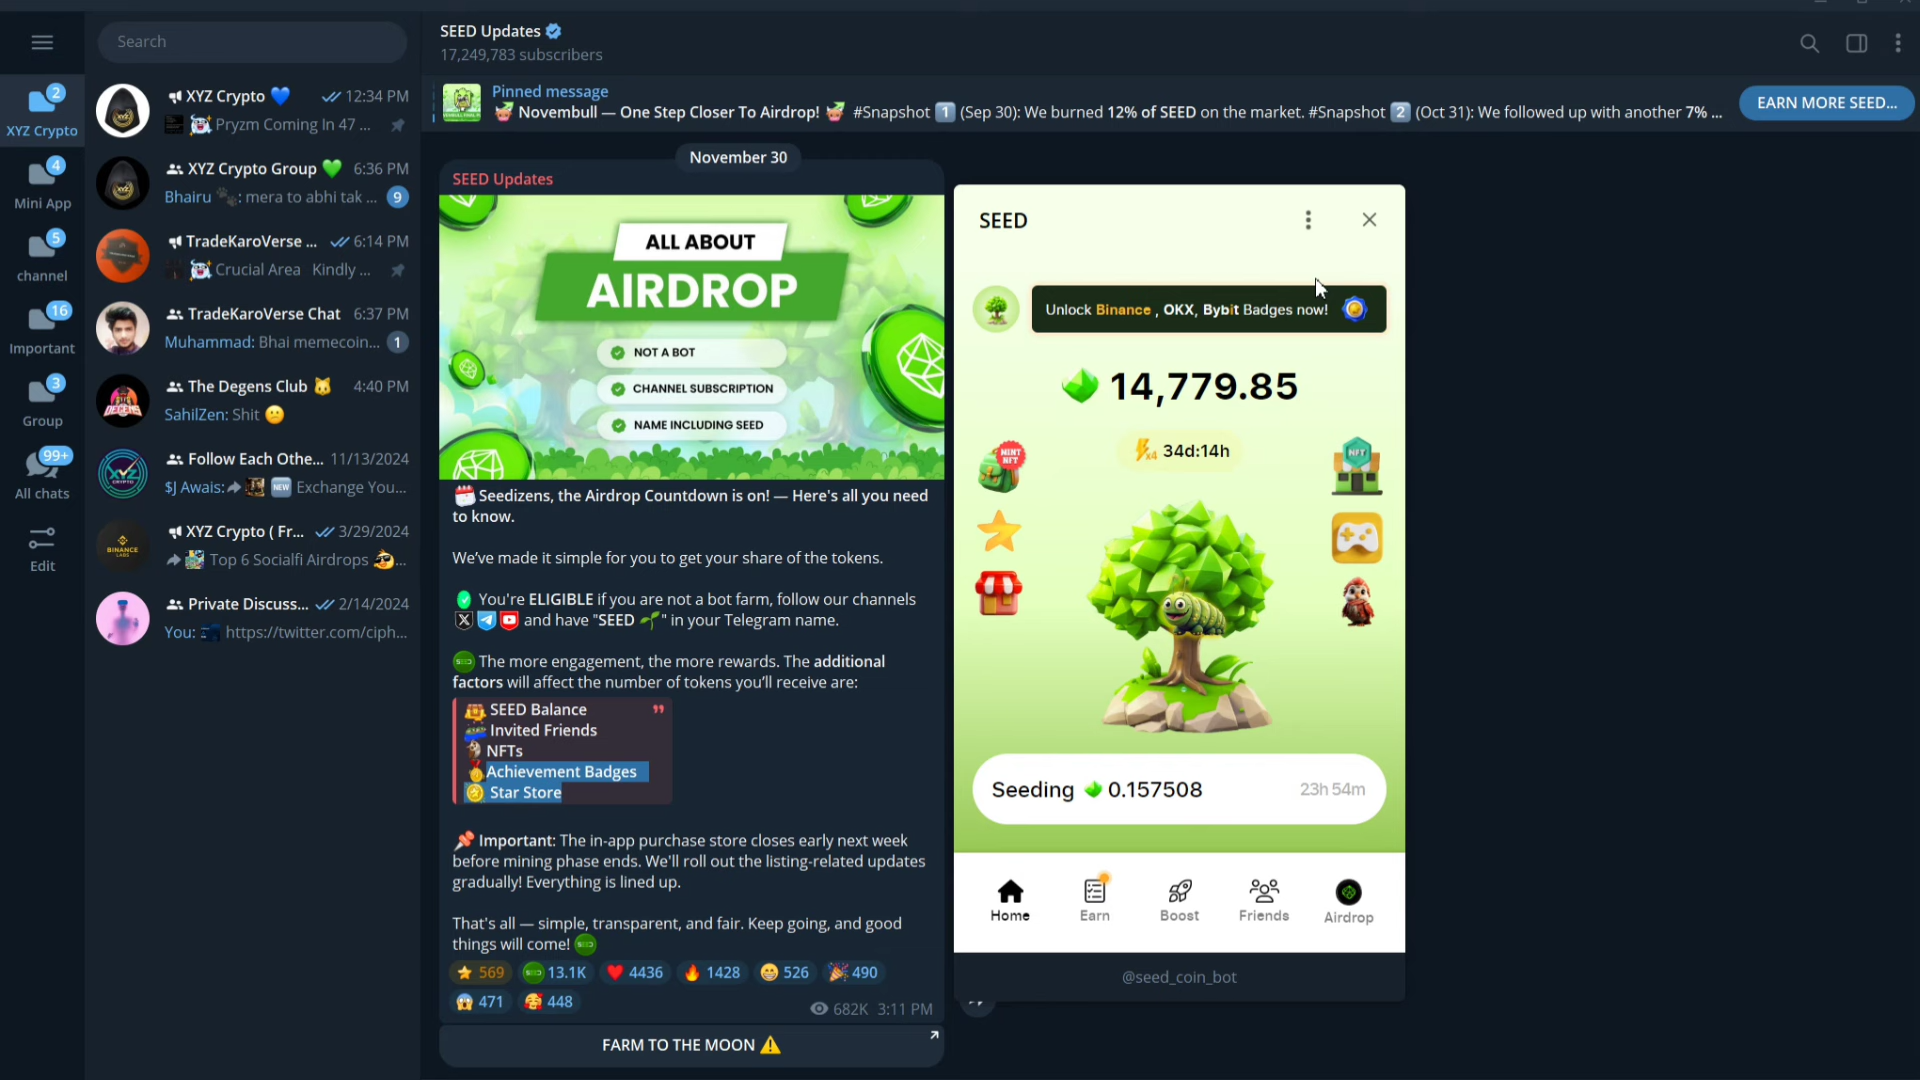 Search
XYZ Crypto 💙 12:34 PM
Pryzm Coming In 47 ...
XYZ Crypto Group 💚 6:36 PM
Bhairu 🐾: mera to abhi tak ... 9
TradeKaroVerse ... 6:14 PM
Crucial Area Kindly ...
TradeKaroVerse Chat 6:37 PM
Muhammad: Bhai memecoin... 1
The Degens Club 🐱 4:40 PM
SahilZen: Shit 😕
Follow Each Othe... 11/13/2024
$J Awais: NEW Exchange You...
XYZ Crypto ( Fr... 3/29/2024
Top 6 Socialfi Airdrops 😎...
Private Discuss... 2/14/2024
You: https://twitter.com/ciph...
2
XYZ Crypto
4
Mini App
5
channel
16
Important
3
Group
99+
All chats
Edit
SEED Updates
17,249,783 subscribers
Pinned message
Novembull — One Step Closer To Airdrop! #Snapshot 1️⃣ (Sep 30): We burned 12% of SEED on the market. #Snapshot 2️⃣ (Oct 31): We followed up with another 7% ...
EARN MORE SEED...
November 30
SEED Updates
ALL ABOUT
AIRDROP
NOT A BOT
CHANNEL SUBSCRIPTION
NAME INCLUDING SEED
Seedizens, the Airdrop Countdown is on! — Here's all you need
to know.
We've made it simple for you to get your share of the tokens.
You're ELIGIBLE if you are not a bot farm, follow our channels
and have "SEED 🌱" in your Telegram name.
The more engagement, the more rewards. The additional
factors will affect the number of tokens you'll receive are:
SEED Balance
Invited Friends
NFTs
Achievement Badges
Star Store
📌 Important: The in-app purchase store closes early next week
before mining phase ends. We'll roll out the listing-related updates
gradually! Everything is lined up.
That's all — simple, transparent, and fair. Keep going, and good
things will come!
⭐ 569 13.1K ❤️ 4436 🔥 1428 😁 526 🎉 490
😱 471 🥰 448
682K 3:11 PM
FARM TO THE MOON ⚠️
SEED
Unlock Binance , OKX, Bybit Badges now!
14,779.85
x4 34d:14h
MINT
NFT
NFT
Seeding 0.157508 23h 54m
Home
Earn
Boost
Friends
Airdrop
@seed_coin_bot